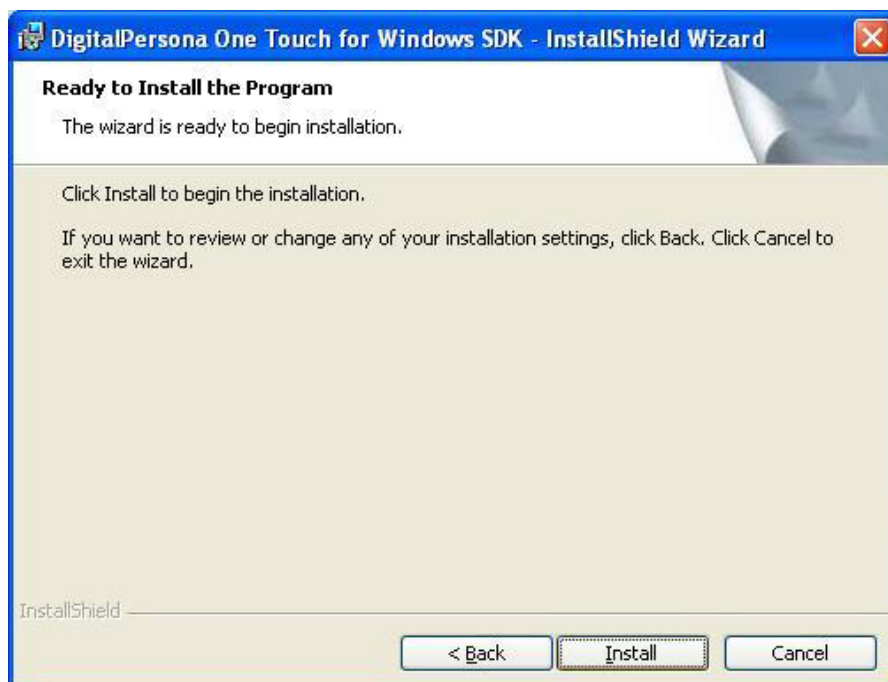 DigitalPersona One Touch for Windows SDK - InstallShield Wizard
Ready to Install the Program
The wizard is ready to begin installation.
Click Install to begin the installation.
If you want to review or change any of your installation settings, click Back. Click Cancel to
exit the wizard.
InstallShield
< Back
Install
Cancel